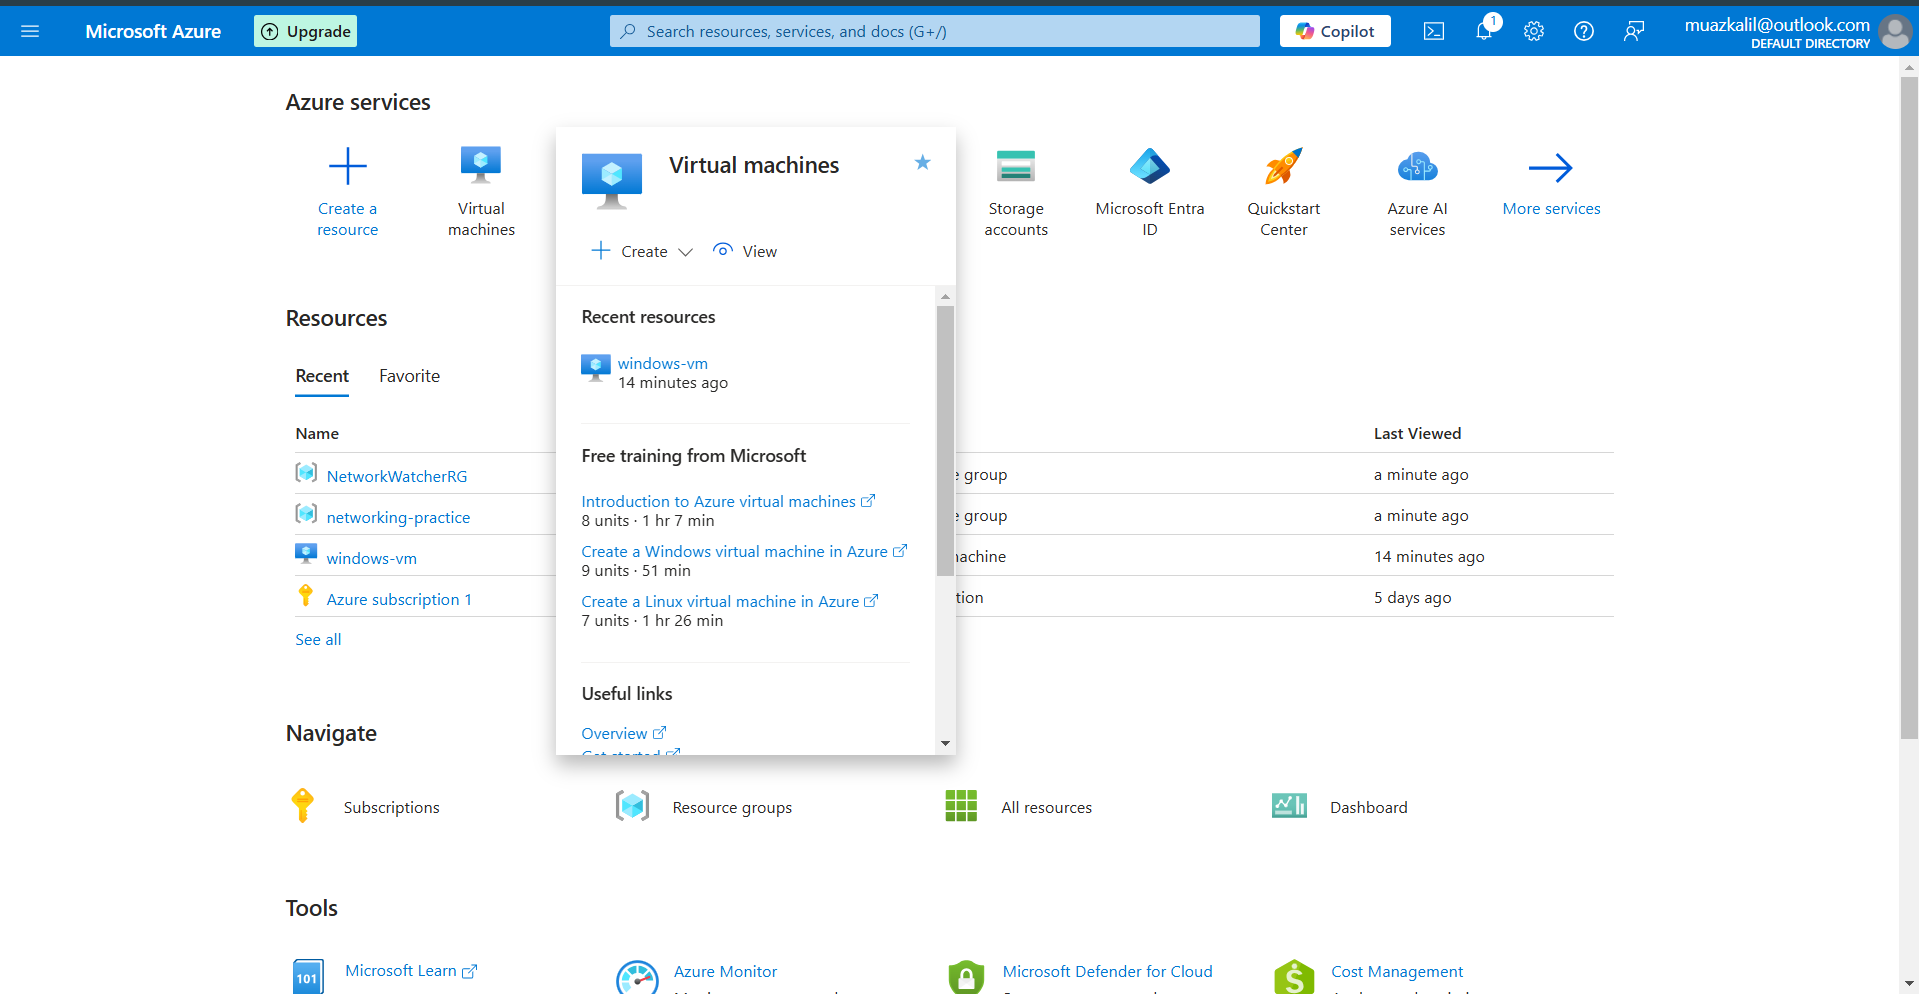 Microsoft Azure
Upgrade
Search resources, services, and docs (G+/)
Copilot
1
muazkalil@outlook.com
DEFAULT DIRECTORY
Azure services
Create a
resource
Virtual
machines
Virtual machines
Create
View
Storage
accounts
Microsoft Entra
ID
Quickstart
Center
Azure AI
services
More services
Resources
Recent
Favorite
Name
Last Viewed
NetworkWatcherRG
group
a minute ago
networking-practice
group
a minute ago
windows-vm
14 minutes ago
Azure subscription 1
5 days ago
See all
Recent resources
windows-vm
14 minutes ago
Free training from Microsoft
Introduction to Azure virtual machines
8 units · 1 hr 7 min
Create a Windows virtual machine in Azure
9 units · 51 min
Create a Linux virtual machine in Azure
7 units · 1 hr 26 min
Useful links
Overview
Get started
Navigate
Subscriptions
Resource groups
All resources
Dashboard
Tools
101
Microsoft Learn
Azure Monitor
Microsoft Defender for Cloud
Cost Management